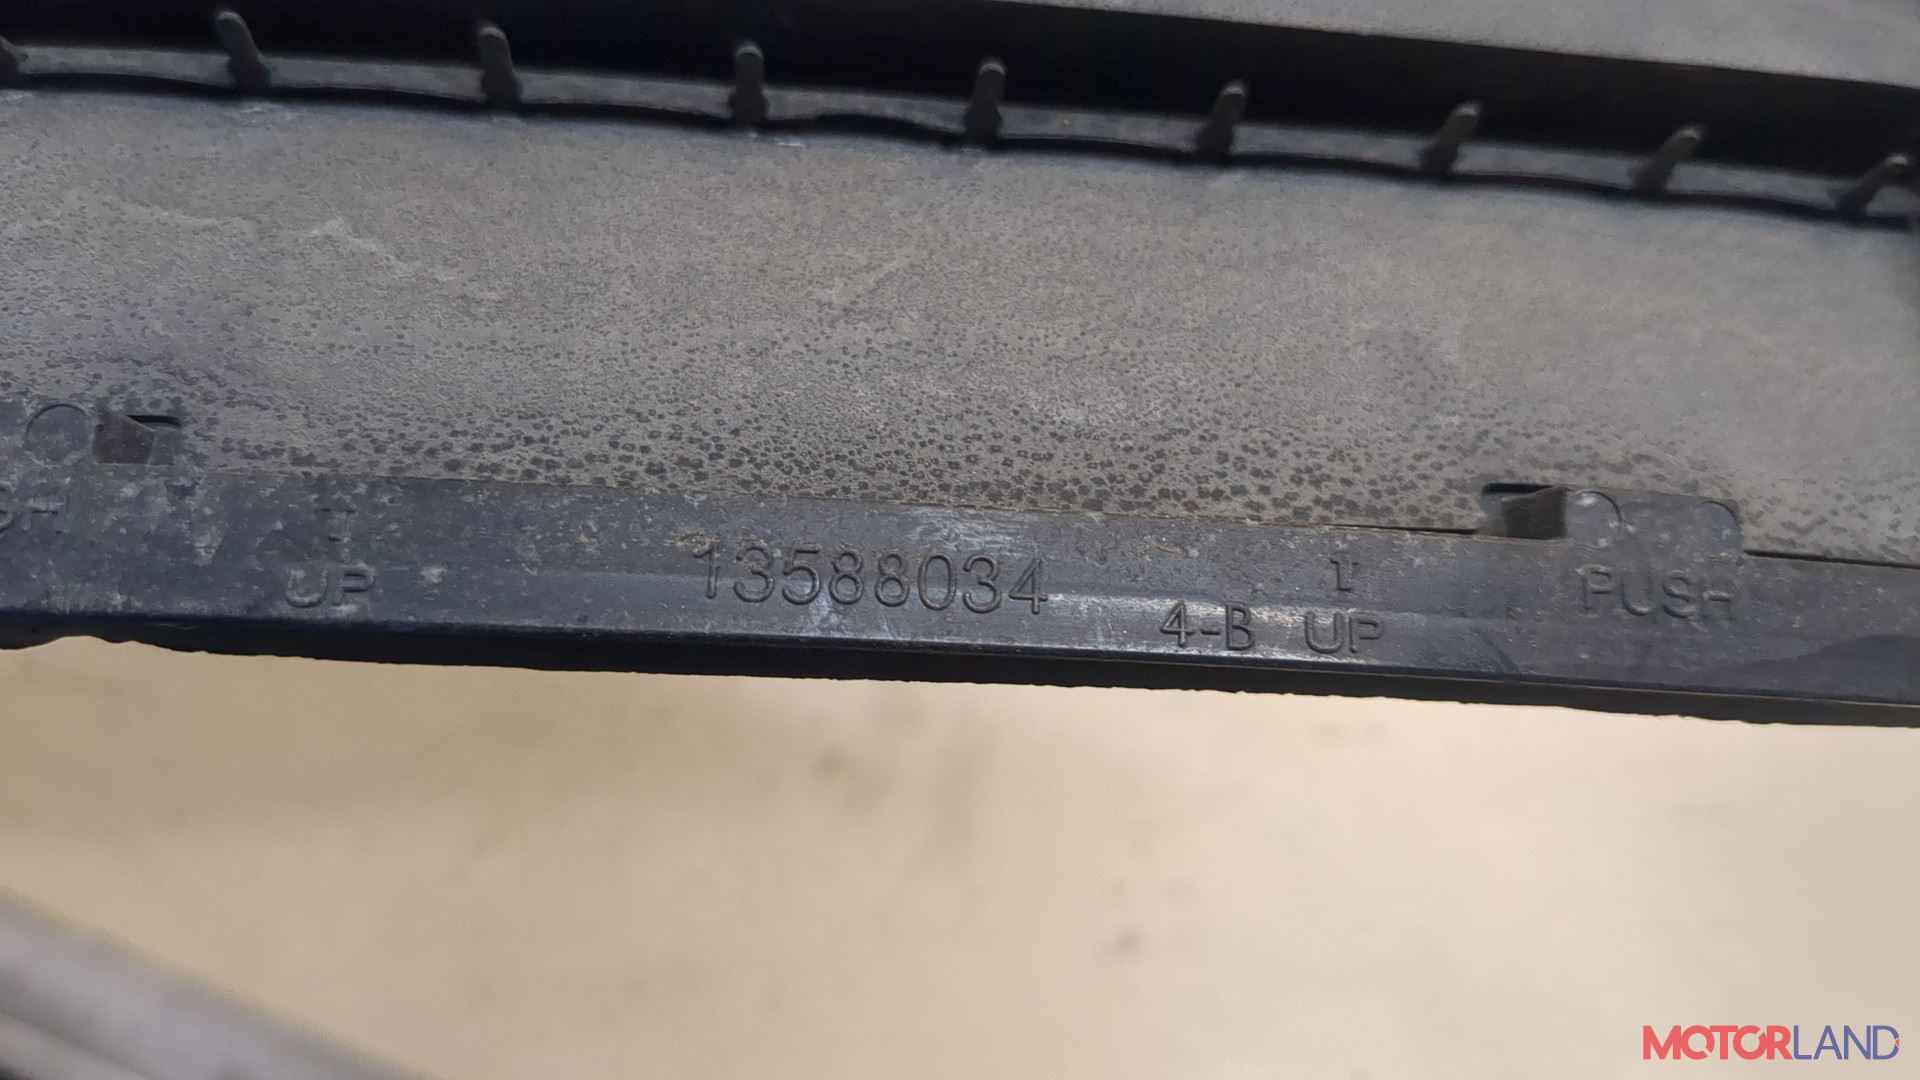 UP
13588034
4-B UP
PUSH
MOTORLAND